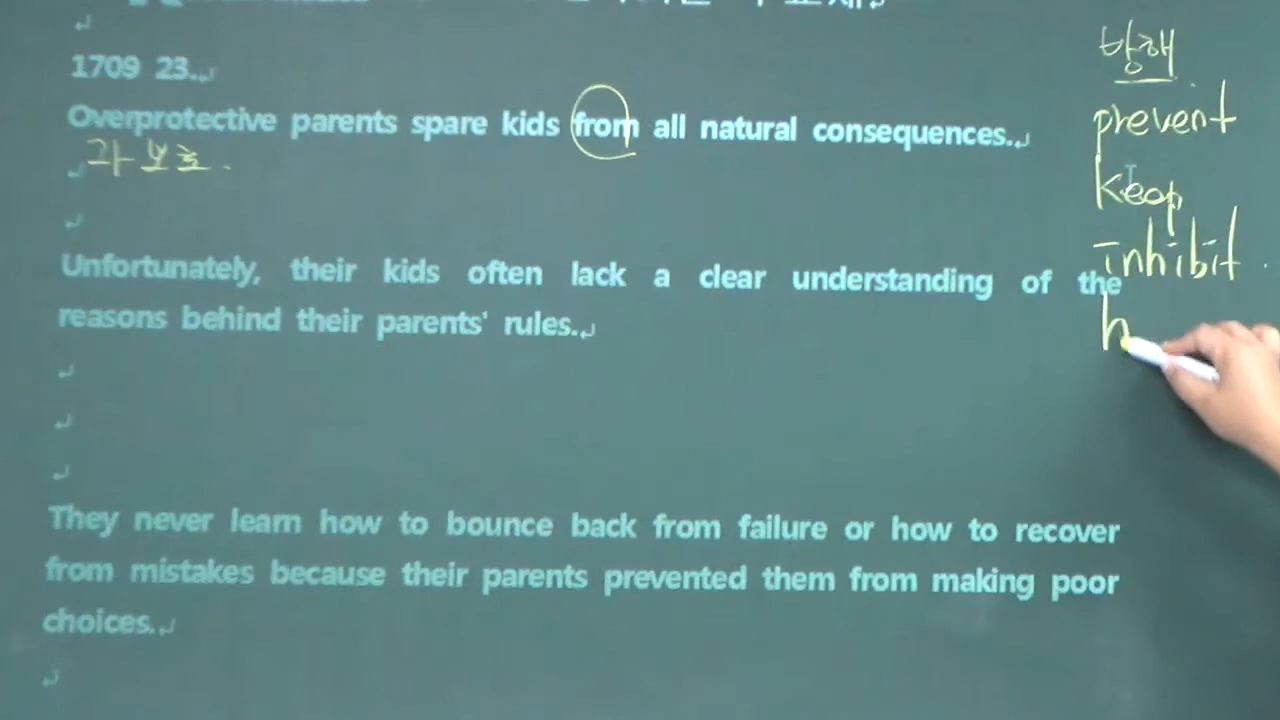 1709 23.
Overprotective parents spare kids from all natural consequences.
과보호.
Unfortunately, their kids often lack a clear understanding of the
reasons behind their parents' rules.
They never learn how to bounce back from failure or how to recover
from mistakes because their parents prevented them from making poor
choices.
방해
prevent
keep
inhibit
h